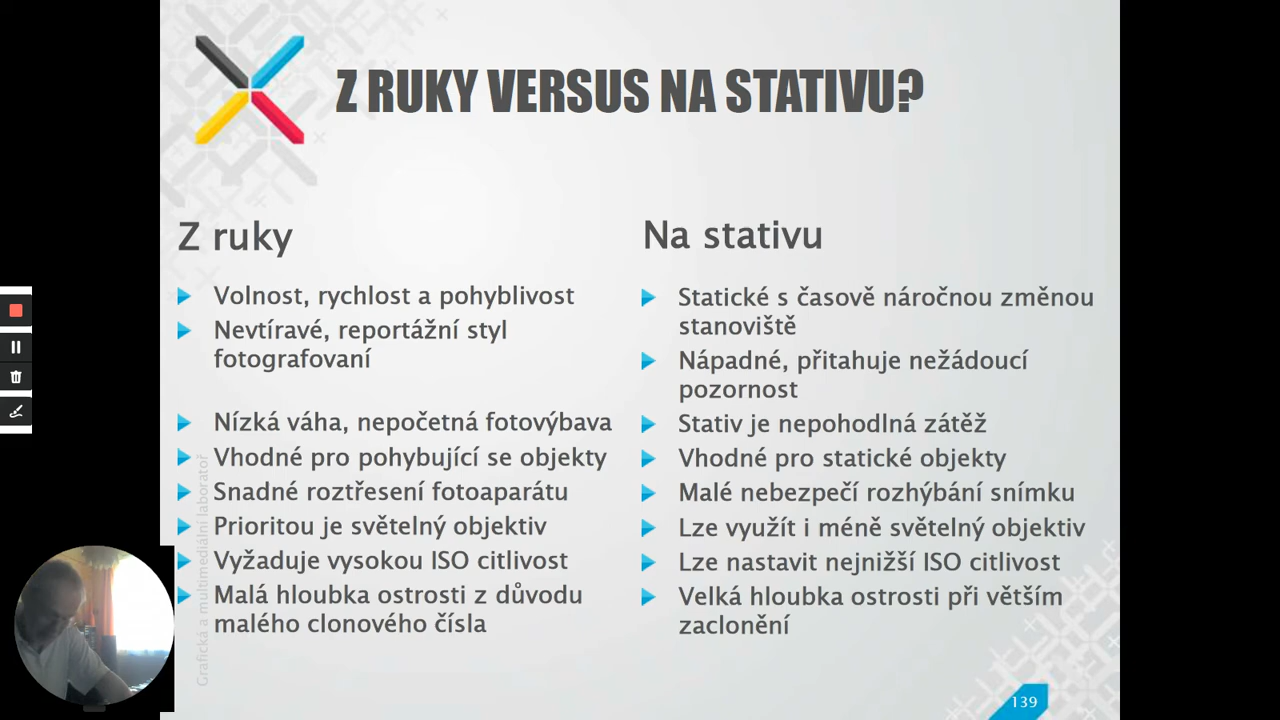 Z RUKY VERSUS NA STATIVU?
Z ruky
Volnost, rychlost a pohyblivost
Nevtíravé, reportážní styl
fotografovaní
Nízká váha, nepočetná fotovýbava
Vhodné pro pohybující se objekty
Snadné roztřesení fotoaparátu
Prioritou je světelný objektiv
Vyžaduje vysokou ISO citlivost
Malá hloubka ostrosti z důvodu
malého clonového čísla
Na stativu
Statické s časově náročnou změnou
stanoviště
Nápadné, přitahuje nežádoucí
pozornost
Stativ je nepohodlná zátěž
Vhodné pro statické objekty
Malé nebezpečí rozhýbání snímku
Lze využít i méně světelný objektiv
Lze nastavit nejnižší ISO citlivost
Velká hloubka ostrosti při větším
zaclonění
Grafická a multimediální laboratoř
139